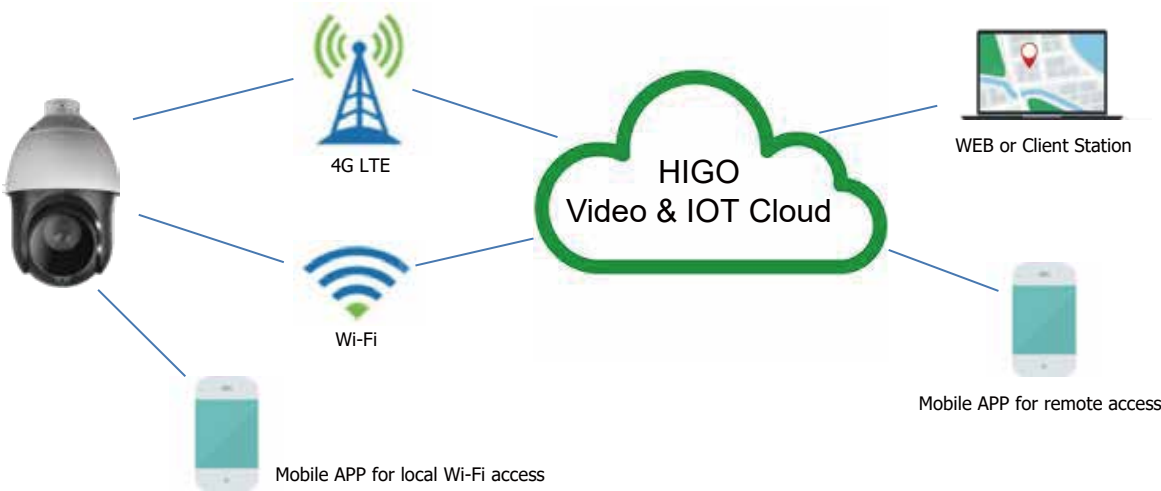 4G LTE
WEB or Client Station
HIGO
Video & IOT Cloud
Wi-Fi
Mobile APP for remote access
Mobile APP for local Wi-Fi access